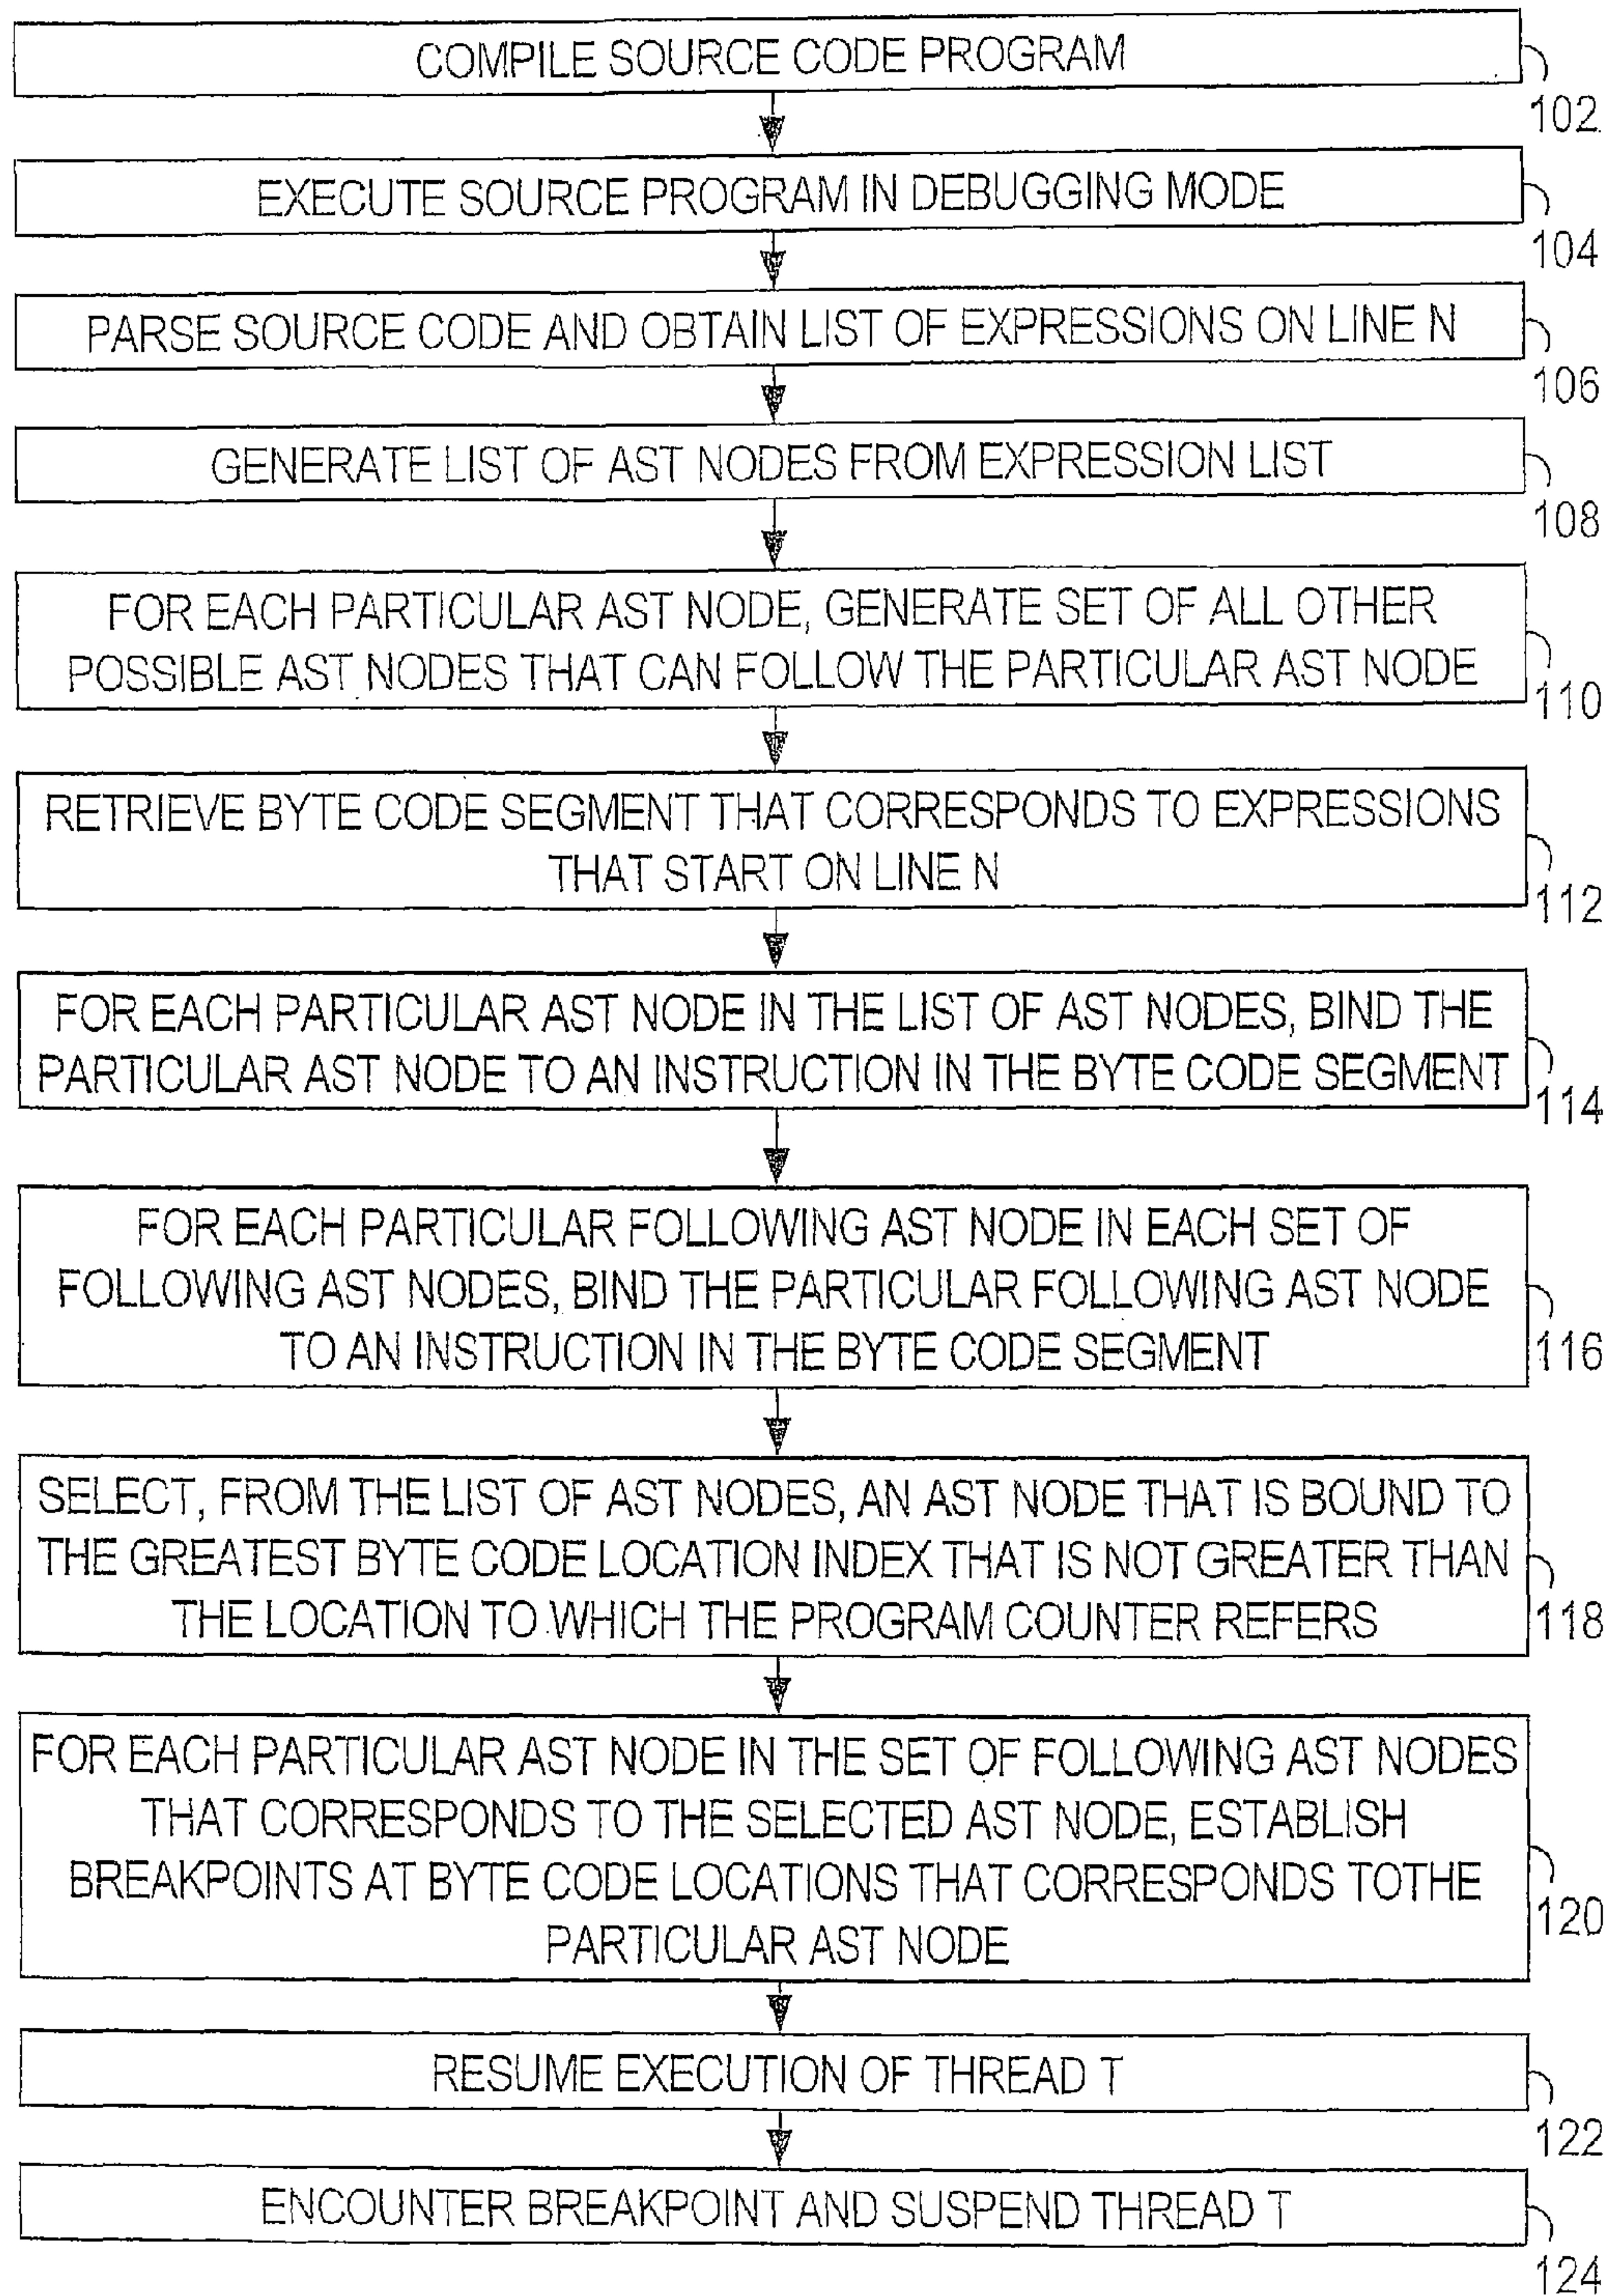 COMPILE SOURCE CODE PROGRAM
102
EXECUTE SOURCE PROGRAM IN DEBUGGING MODE
104
PARSE SOURCE CODE AND OBTAIN LIST OF EXPRESSIONS ON LINE N
106
GENERATE LIST OF AST NODES FROM EXPRESSION LIST
108
FOR EACH PARTICULAR AST NODE, GENERATE SET OF ALL OTHER
POSSIBLE AST NODES THAT CAN FOLLOW THE PARTICULAR AST NODE
110
RETRIEVE BYTE CODE SEGMENT THAT CORRESPONDS TO EXPRESSIONS
THAT START ON LINE N
112
FOR EACH PARTICULAR AST NODE IN THE LIST OF AST NODES, BIND THE
PARTICULAR AST NODE TO AN INSTRUCTION IN THE BYTE CODE SEGMENT
114
FOR EACH PARTICULAR FOLLOWING AST NODE IN EACH SET OF
FOLLOWING AST NODES, BIND THE PARTICULAR FOLLOWING AST NODE
TO AN INSTRUCTION IN THE BYTE CODE SEGMENT
116
SELECT, FROM THE LIST OF AST NODES, AN AST NODE THAT IS BOUND TO
THE GREATEST BYTE CODE LOCATION INDEX THAT IS NOT GREATER THAN
THE LOCATION TO WHICH THE PROGRAM COUNTER REFERS
118
FOR EACH PARTICULAR AST NODE IN THE SET OF FOLLOWING AST NODES
THAT CORRESPONDS TO THE SELECTED AST NODE, ESTABLISH
BREAKPOINTS AT BYTE CODE LOCATIONS THAT CORRESPONDS TOTHE
PARTICULAR AST NODE
120
RESUME EXECUTION OF THREAD T
122
ENCOUNTER BREAKPOINT AND SUSPEND THREAD T
124